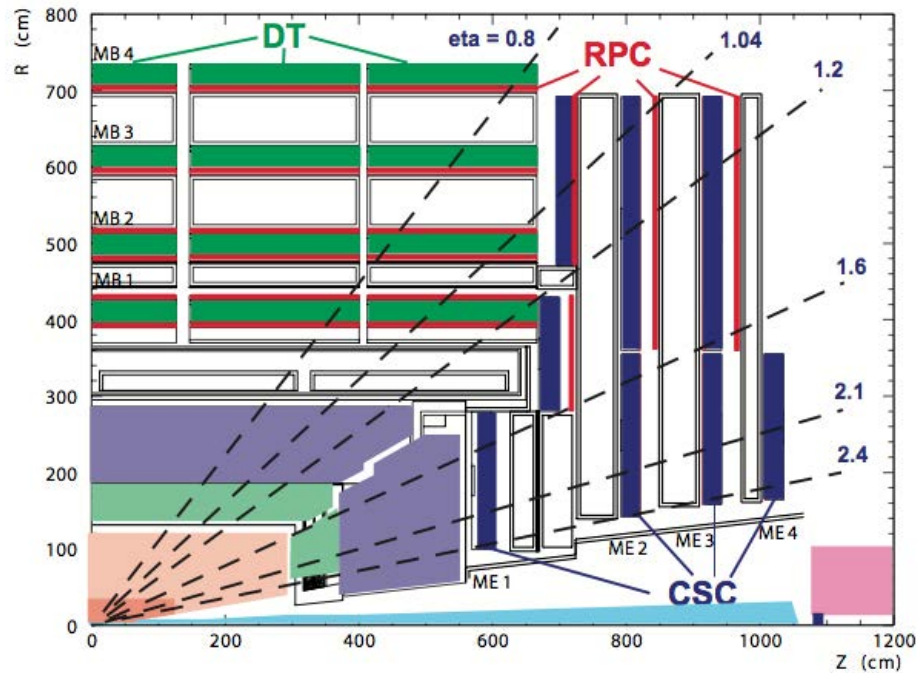 800
R (cm)
MB 4
DT
eta = 0.8
RPC
1.04
1.2
700
MB 3
600
MB 2
500
MB 1
1.6
400
300
2.1
200
2.4
100
ME 1
ME 2
ME 3
ME 4
CSC
0
0
200
400
600
800
1000
1200
Z (cm)